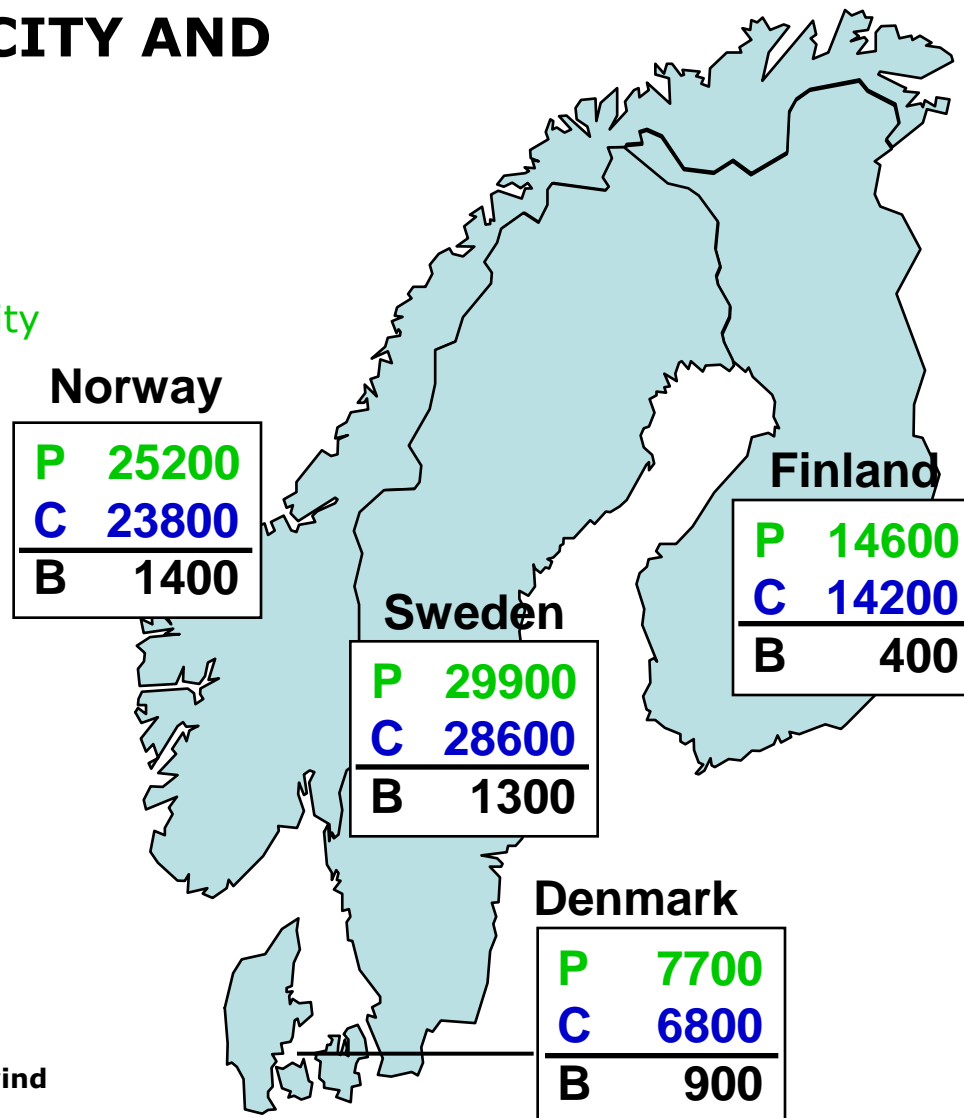 CITY AND
ity
Norway
P 25200
C 23800
B 1400
Finland
P 14600
C 14200
B 400
Sweden
P 29900
C 28600
B 1300
Denmark
P 7700
C 6800
B 900
ind